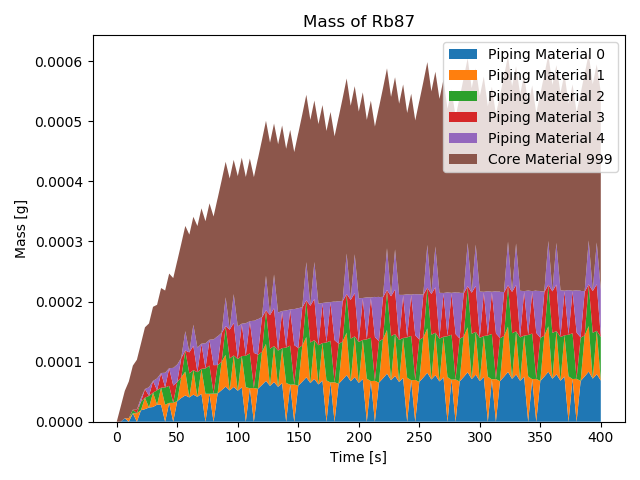 Mass of Rb87
Mass [g]
0.0006
0.0005
0.0004
0.0003
0.0002
0.0001
0.0000
Piping Material 0
Piping Material 1
Piping Material 2
Piping Material 3
Piping Material 4
Core Material 999
0 50 100 150 200 250 300 350 400
Time [s]